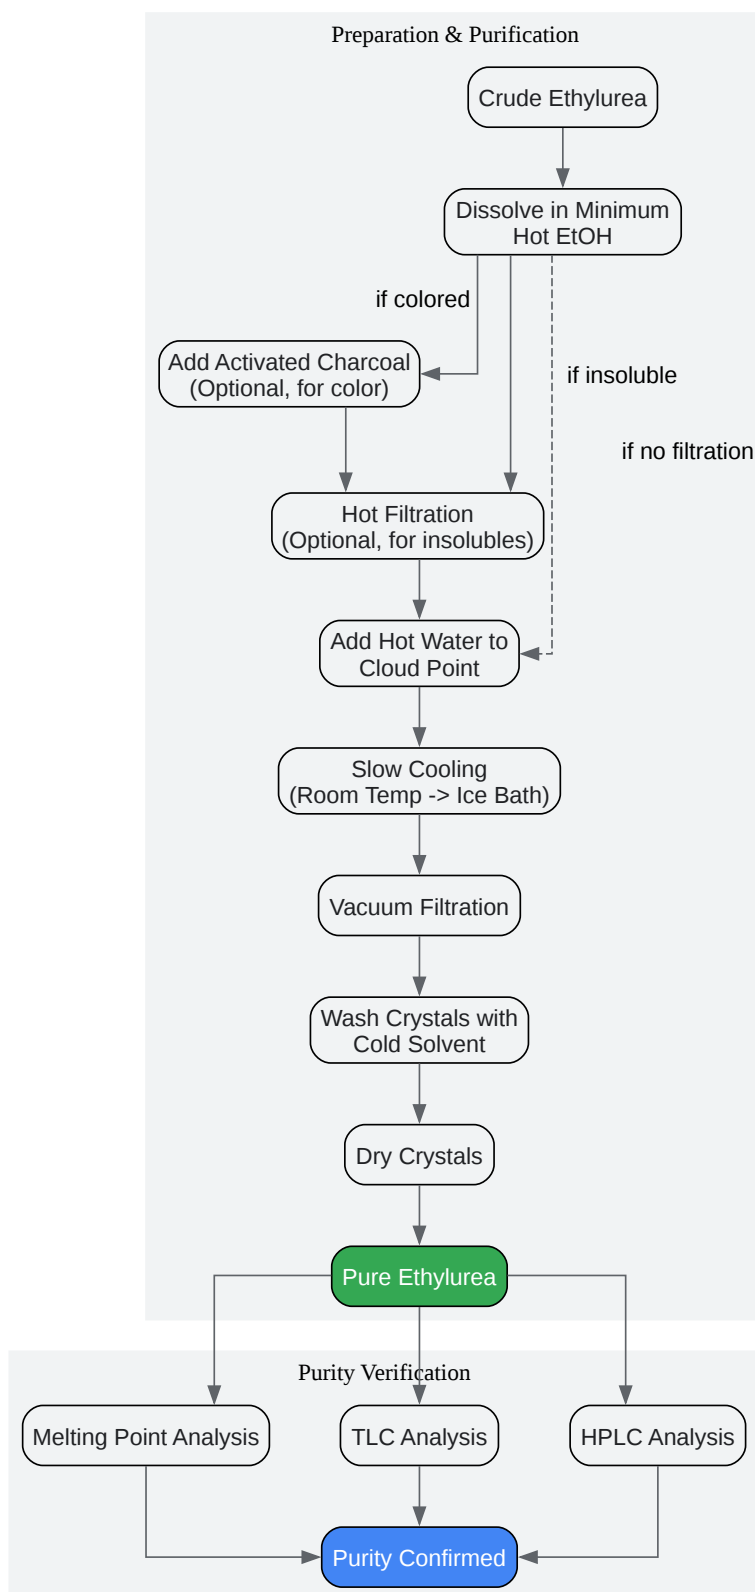 Preparation & Purification
Crude Ethylurea
Dissolve in Minimum
Hot EtOH
if colored
Add Activated Charcoal
(Optional, for color)
if insoluble
if no filtration
Hot Filtration
(Optional, for insolubles)
Add Hot Water to
Cloud Point
Slow Cooling
(Room Temp -> Ice Bath)
Vacuum Filtration
Wash Crystals with
Cold Solvent
Dry Crystals
Pure Ethylurea
Purity Verification
Melting Point Analysis
TLC Analysis
HPLC Analysis
Purity Confirmed